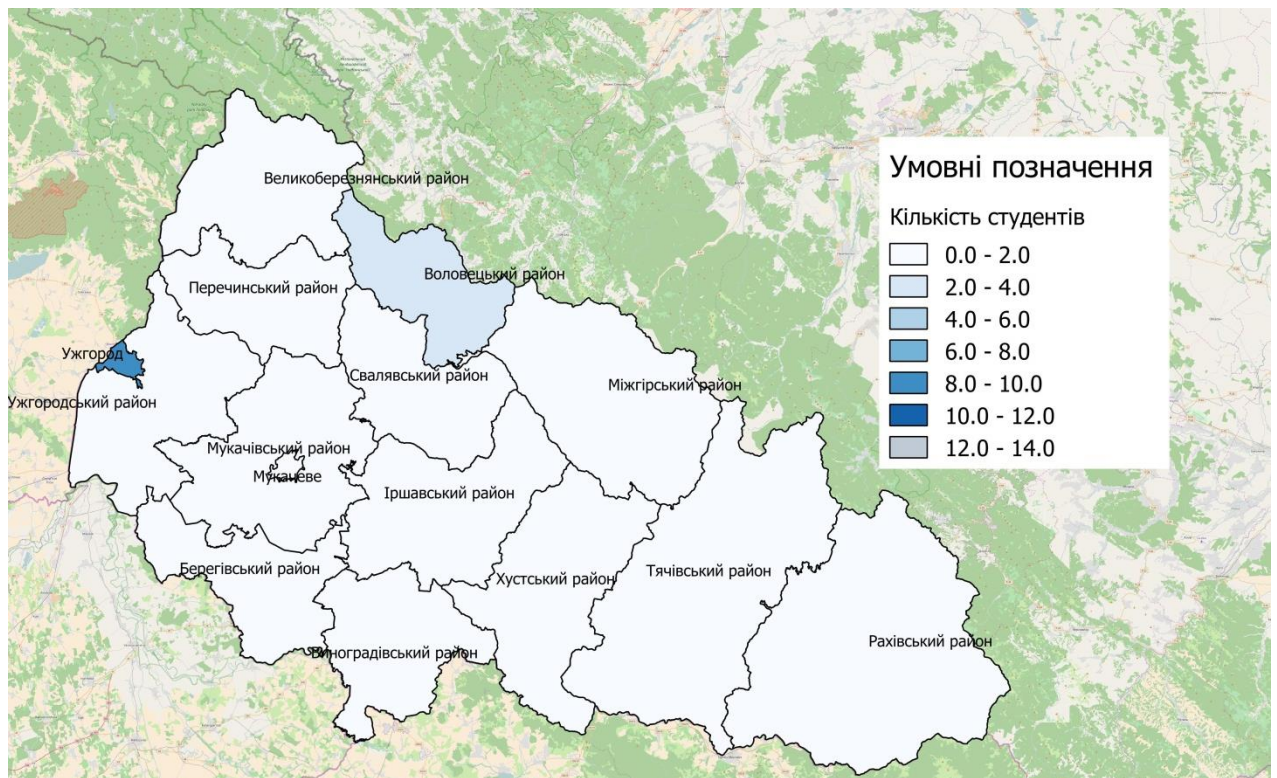 Великоберезнянський район
Воловецький район
Перечинський район
Ужгород
Свалявський район
Міжгірський район
Ужгородський район
Мукачівський район
Мукачеве
Іршавський район
Берегівський район
Хустський район
Тячівський район
Виноградівський район
Рахівський район
Умовні позначення
Кількість студентів
0.0 - 2.0
2.0 - 4.0
4.0 - 6.0
6.0 - 8.0
8.0 - 10.0
10.0 - 12.0
12.0 - 14.0